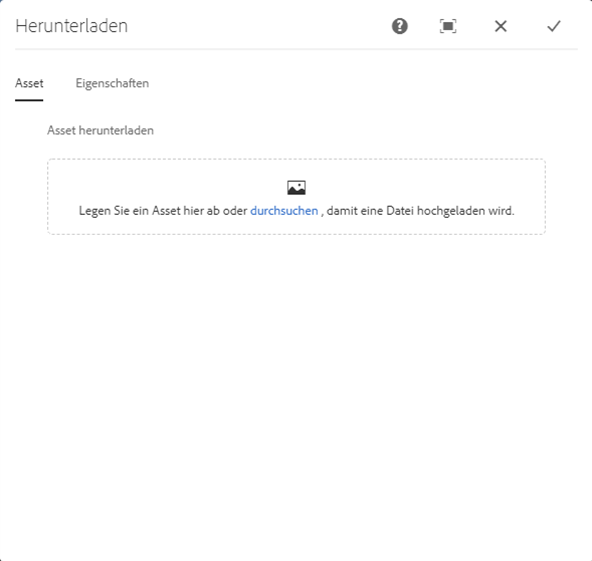 Herunterladen
Asset Eigenschaften
Asset herunterladen
Legen Sie ein Asset hier ab oder durchsuchen , damit eine Datei hochgeladen wird.